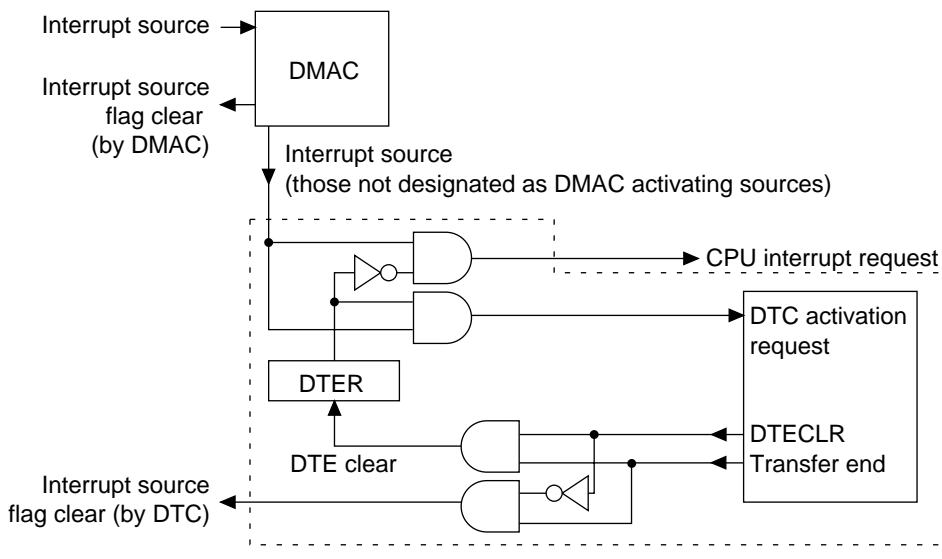 Interrupt source
DMAC
Interrupt source
flag clear
(by DMAC)
Interrupt source
(those not designated as DMAC activating sources)
CPU interrupt request
DTC activation
request
DTER
DTECLR
DTE clear
Transfer end
Interrupt source
flag clear (by DTC)